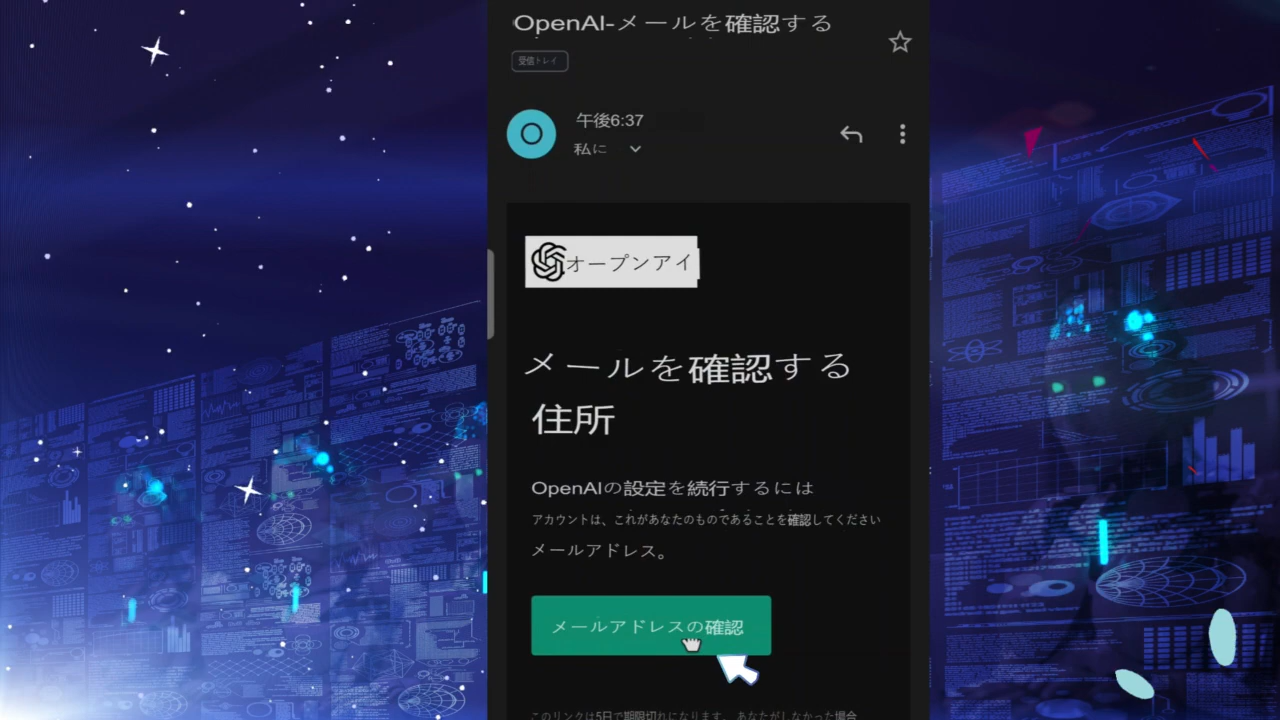 OpenAI-メールを確認する
受信トレイ
O
午後6:37
私に
オープンアイ
メールを確認する
住所
OpenAIの設定を続行するには
アカウントは、これがあなたのものであることを確認してください
メールアドレス。
メールアドレスの確認
このリンクは5日で期限切れになります。 あなたがしなかった場合